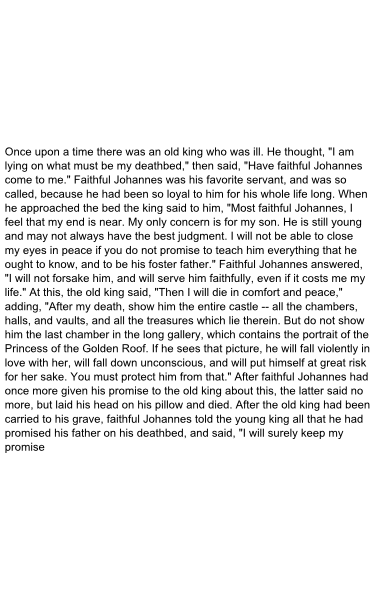 Once upon a time there was an old king who was ill. He thought, "I am
lying on what must be my deathbed," then said, "Have faithful Johannes
come to me." Faithful Johannes was his favorite servant, and was so
called, because he had been so loyal to him for his whole life long. When
he approached the bed the king said to him, "Most faithful Johannes, I
feel that my end is near. My only concern is for my son. He is still young
and may not always have the best judgment. I will not be able to close
my eyes in peace if you do not promise to teach him everything that he
ought to know, and to be his foster father." Faithful Johannes answered,
"I will not forsake him, and will serve him faithfully, even if it costs me my
life." At this, the old king said, "Then I will die in comfort and peace,"
adding, "After my death, show him the entire castle -- all the chambers,
halls, and vaults, and all the treasures which lie therein. But do not show
him the last chamber in the long gallery, which contains the portrait of the
Princess of the Golden Roof. If he sees that picture, he will fall violently in
love with her, will fall down unconscious, and will put himself at great risk
for her sake. You must protect him from that." After faithful Johannes had
once more given his promise to the old king about this, the latter said no
more, but laid his head on his pillow and died. After the old king had been
carried to his grave, faithful Johannes told the young king all that he had
promised his father on his deathbed, and said, "I will surely keep my
promise